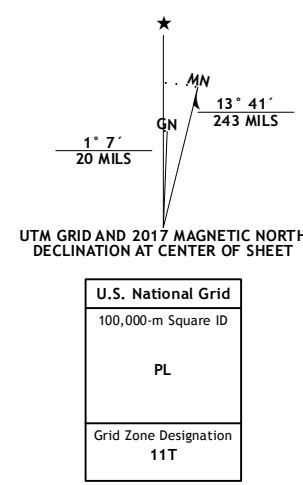 ★
MN
GN
13° 41´
243 MILS
1° 7´
20 MILS
UTM GRID AND 2017 MAGNETIC NORTH
DECLINATION AT CENTER OF SHEET
U.S. National Grid
100,000-m Square ID
PL
Grid Zone Designation
11T